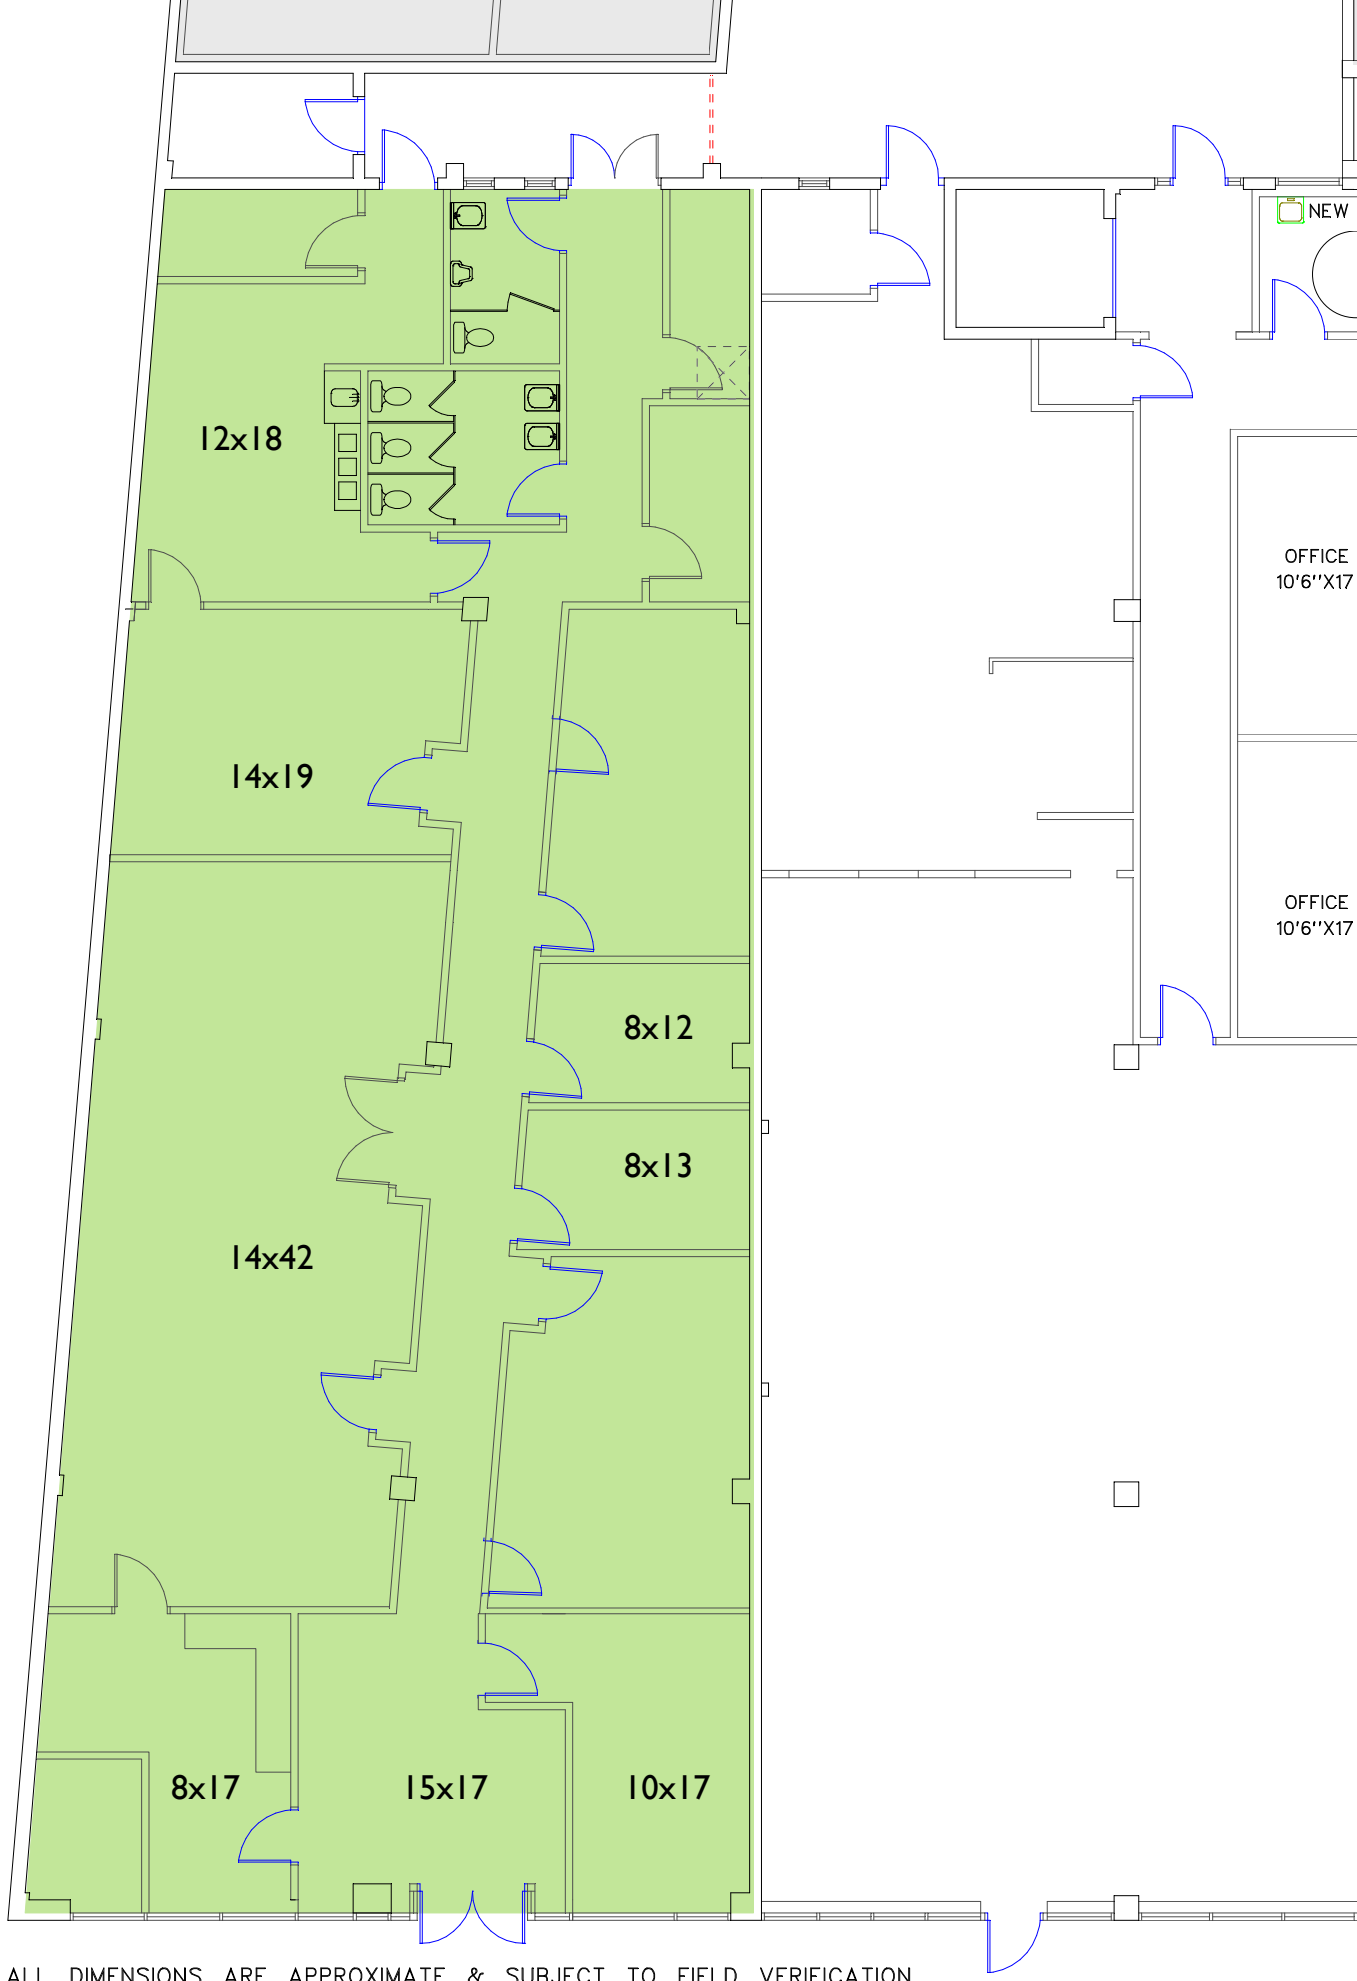 NEW
12x18
OFFICE
10'6''X17
14x19
OFFICE
10'6''X17
8x12
8x13
14x42
8x17
15x17
10x17
ALL DIMENSIONS ARE APPROXIMATE & SUBJECT TO FIELD VERIFICATION